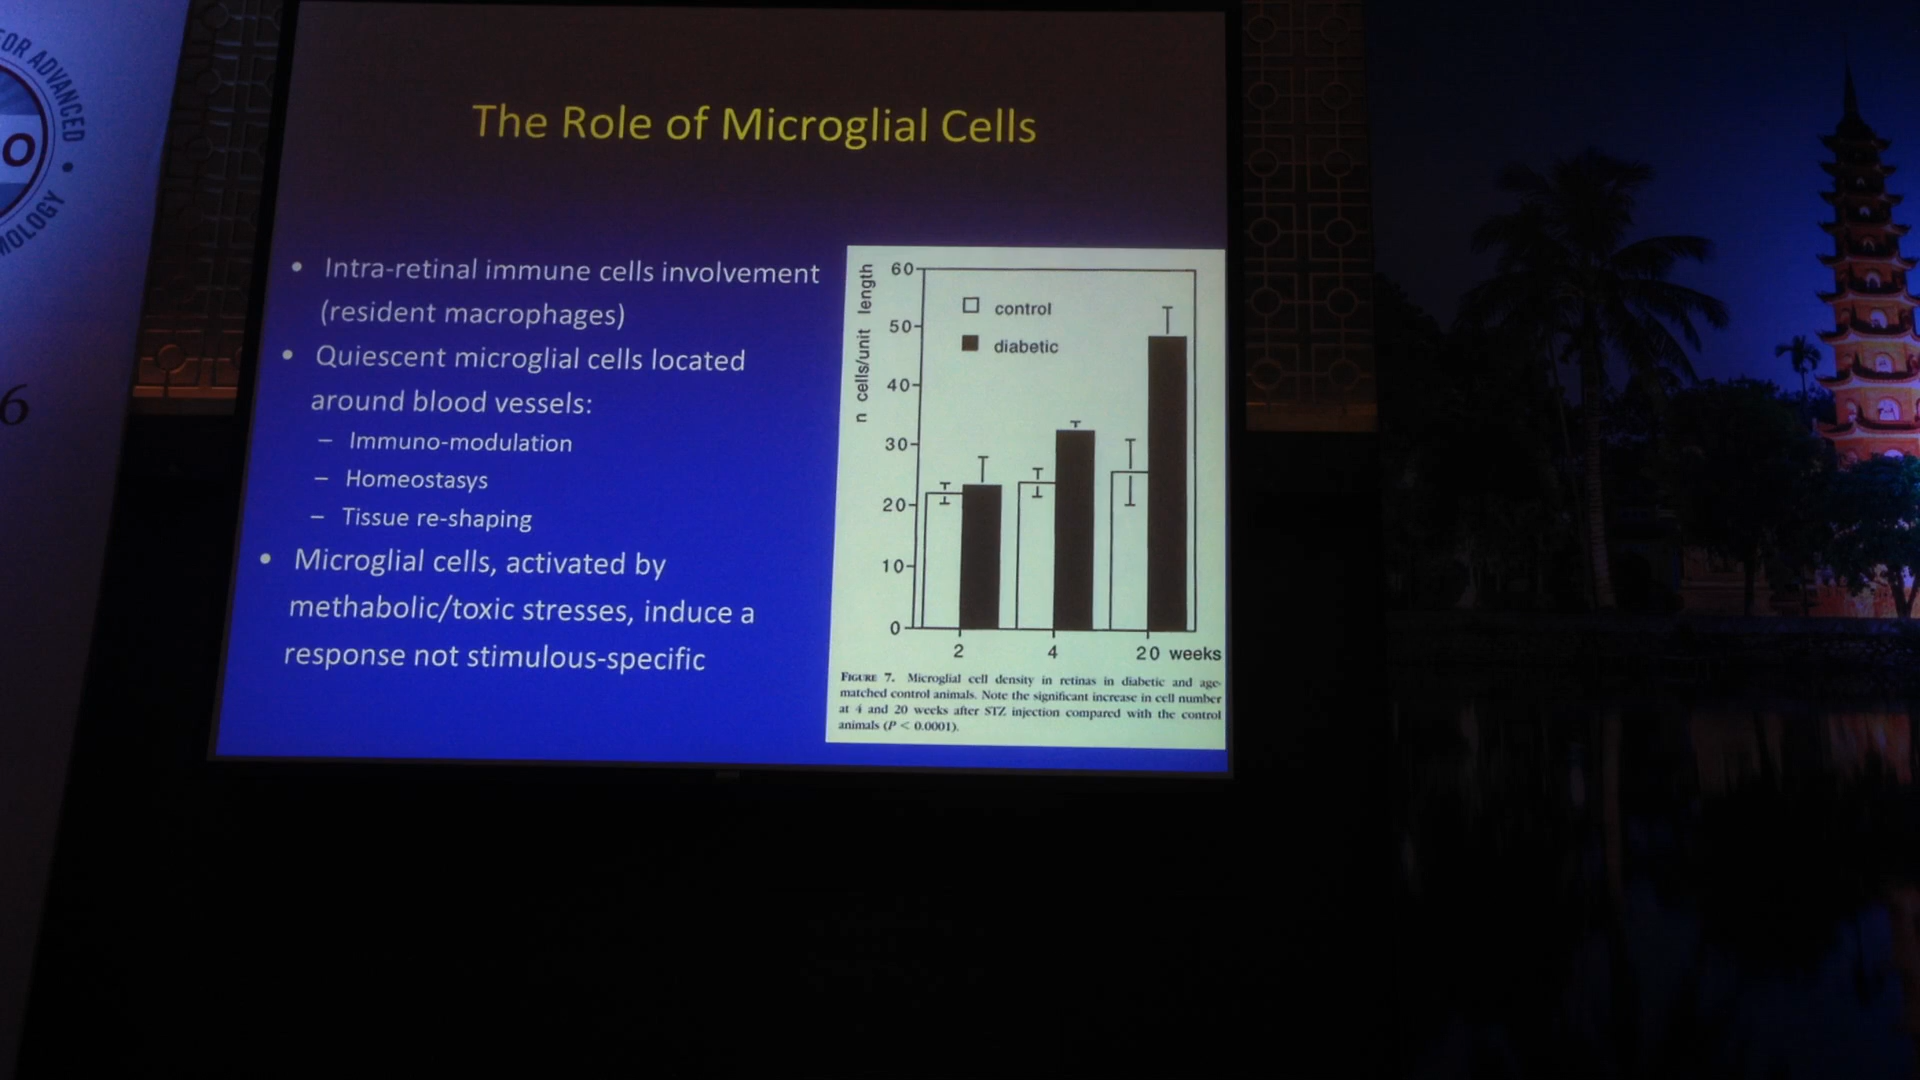 FOR ADVANCED
O
MOLOGY
6
The Role of Microglial Cells
• Intra-retinal immune cells involvement
(resident macrophages)
• Quiescent microglial cells located
around blood vessels:
– Immuno-modulation
– Homeostasys
– Tissue re-shaping
• Microglial cells, activated by
methabolic/toxic stresses, induce a
response not stimulous-specific
n cells/unit length
60
50
40
30
20
10
0
control
diabetic
2 4 20 weeks
FIGURE 7. Microglial cell density in retinas in diabetic and age-
matched control animals. Note the significant increase in cell number
at 4 and 20 weeks after STZ injection compared with the control
animals (P < 0.0001).